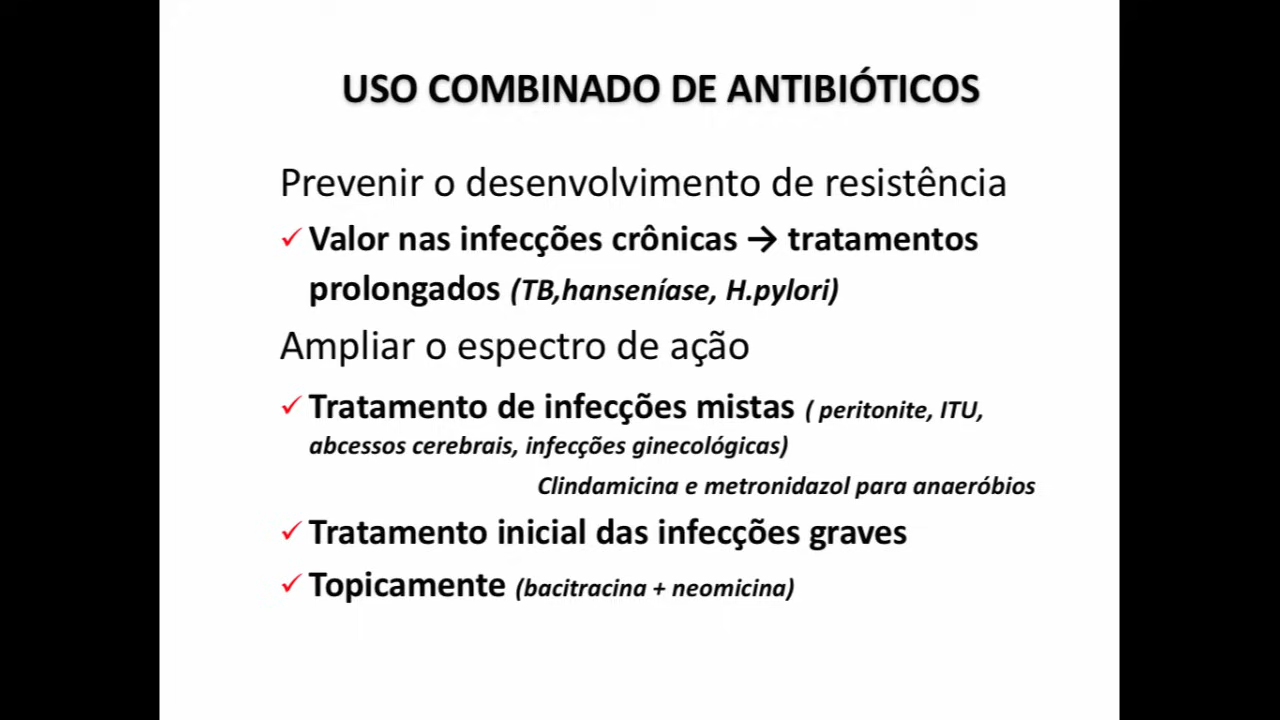 USO COMBINADO DE ANTIBIÓTICOS
Prevenir o desenvolvimento de resistência
✓ Valor nas infecções crônicas → tratamentos
prolongados (TB,hanseníase, H.pylori)
Ampliar o espectro de ação
✓ Tratamento de infecções mistas ( peritonite, ITU,
abcessos cerebrais, infecções ginecológicas)
Clindamicina e metronidazol para anaeróbios
✓ Tratamento inicial das infecções graves
✓ Topicamente (bacitracina + neomicina)